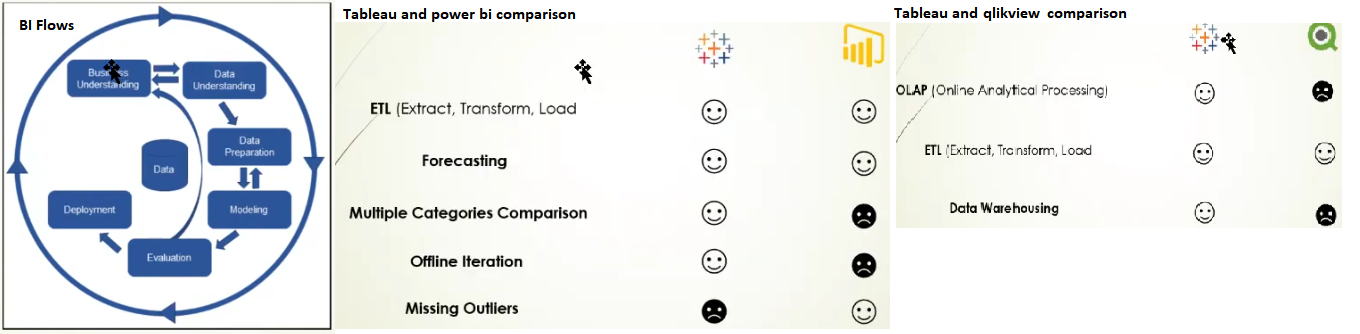 BI Flows
Business
Understanding
Data
Understanding
Data
Preparation
Data
Deployment
Modeling
Evaluation
Tableau and power bi comparison
ETL (Extract, Transform, Load
Forecasting
Multiple Categories Comparison
Offline Iteration
Missing Outliers
Tableau and qlikview comparison
OLAP (Online Analytical Processing)
ETL (Extract, Transform, Load
Data Warehousing